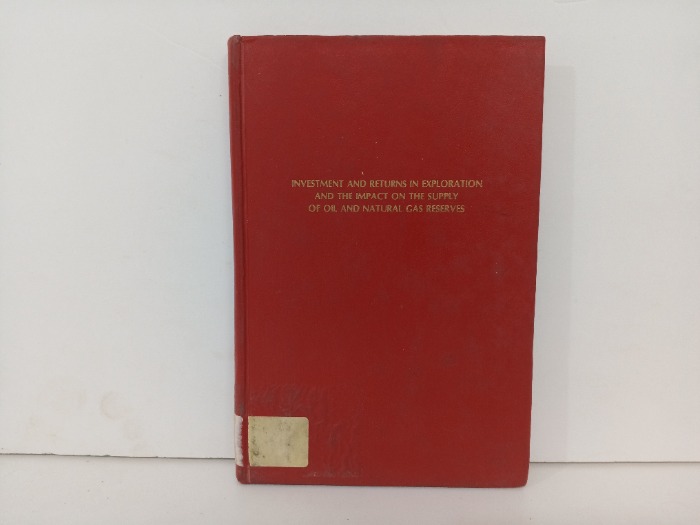 INVESTMENT AND RETURNS IN EXPLORATION
AND THE IMPACT ON THE SUPPLY
OF OIL AND NATURAL GAS RESERVES